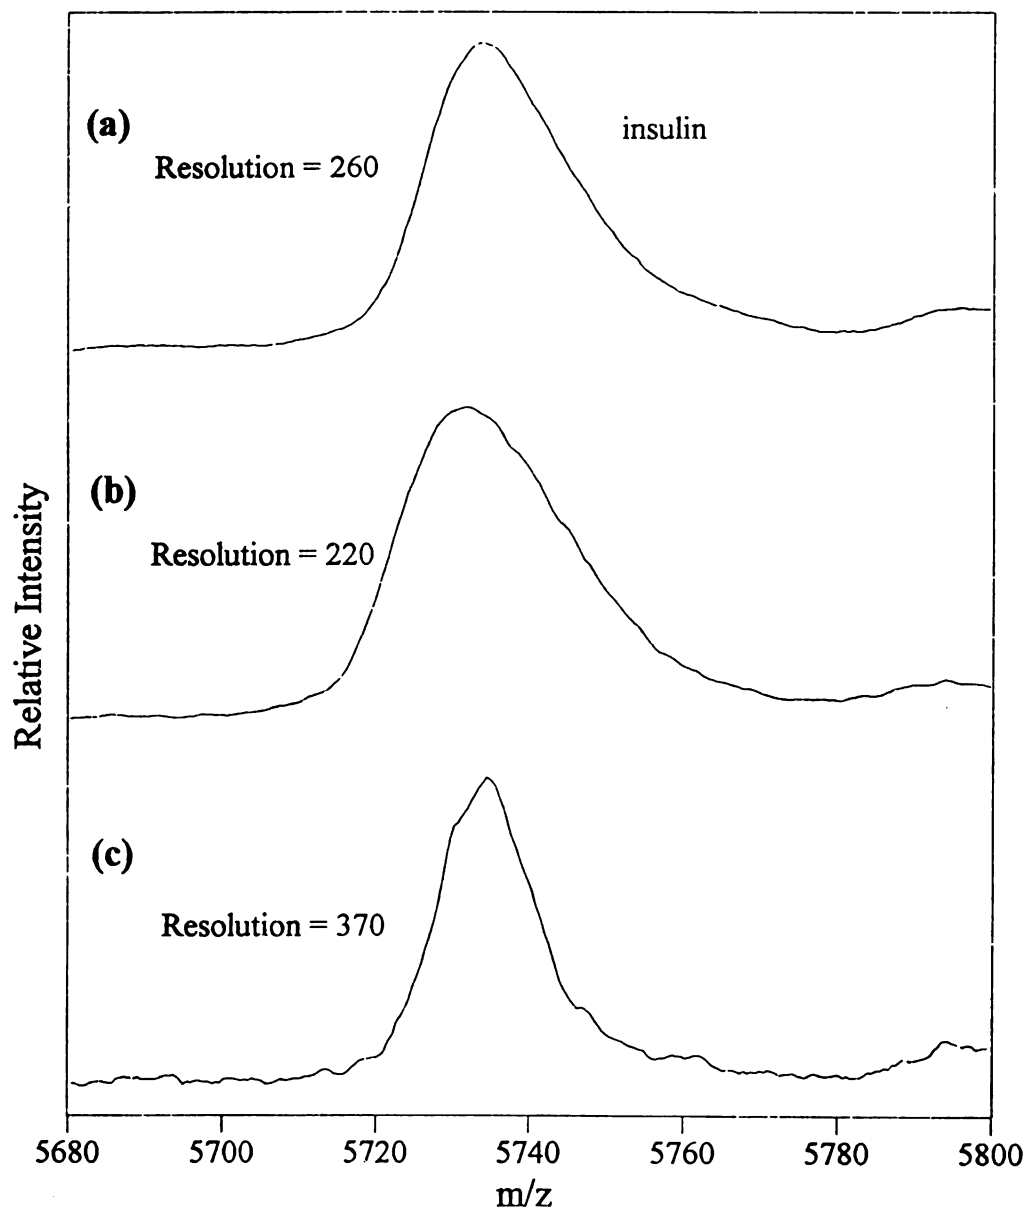 (a)
insulin
Resolution = 260
(b)
Resolution = 220
Relative Intensity
(c)
Resolution = 370
5680 5700 5720 5740 5760 5780 5800
m/z